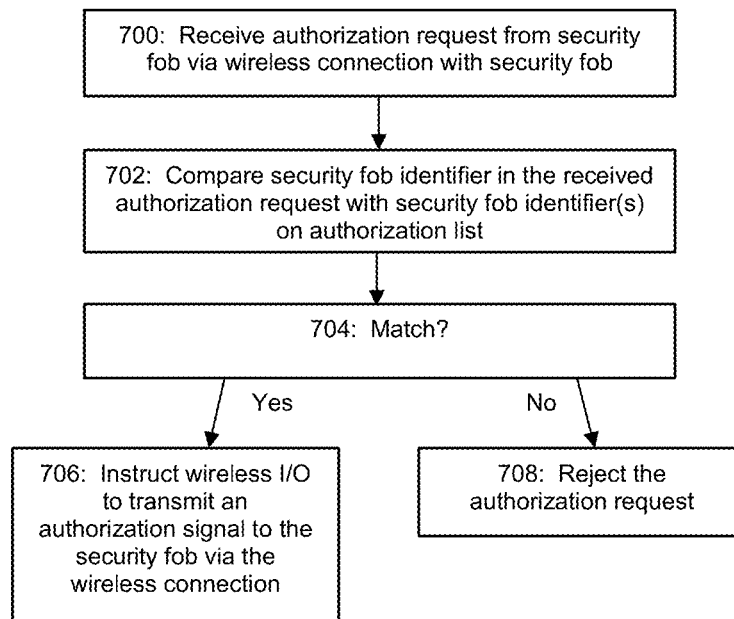 700: Receive authorization request from security
fob via wireless connection with security fob
702: Compare security fob identifier in the received
authorization request with security fob identifier(s)
on authorization list
704: Match?
Yes
No
706: Instruct wireless I/O
to transmit an
authorization signal to the
security fob via the
wireless connection
708: Reject the
authorization request